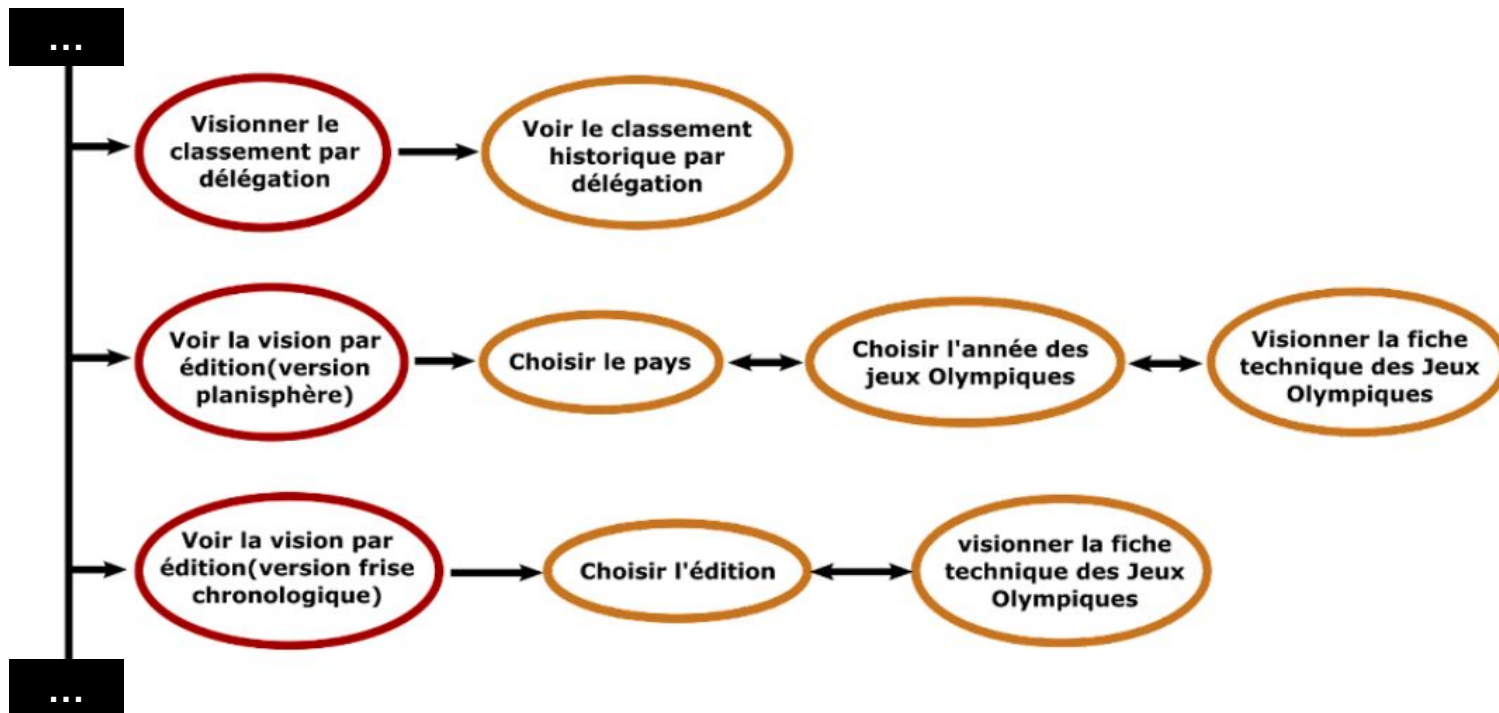 ...
Visionner le
classement par
délégation
Voir le classement
historique par
délégation
Voir la vision par
édition(version
planisphère)
Choisir le pays
Choisir l'année des
jeux Olympiques
Visionner la fiche
technique des Jeux
Olympiques
Voir la vision par
édition(version frise
chronologique)
Choisir l'édition
visionner la fiche
technique des Jeux
Olympiques
...